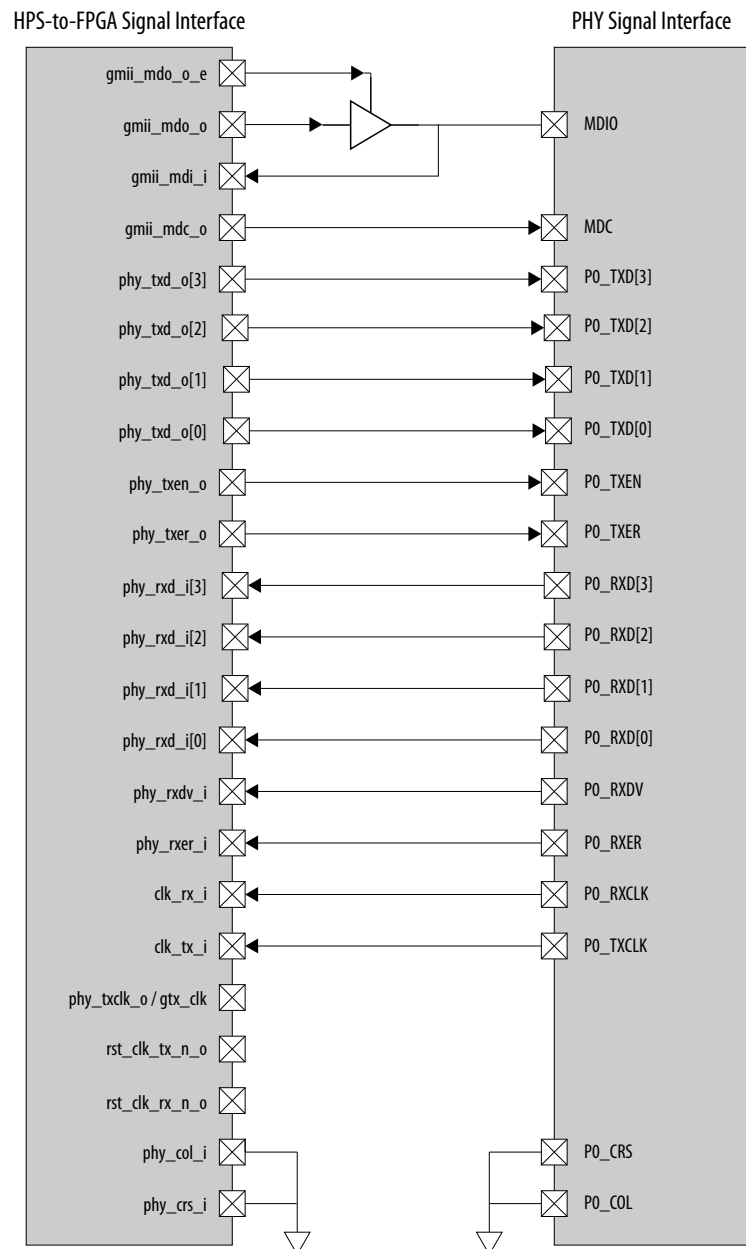 HPS-to-FPGA Signal Interface PHY Signal Interface
gmii_mdo_o_e
gmii_mdo_o MDIO
gmii_mdi_i
gmii_mdc_o MDC
phy_txd_o[3] P0_TXD[3]
phy_txd_o[2] P0_TXD[2]
phy_txd_o[1] P0_TXD[1]
phy_txd_o[0] P0_TXD[0]
phy_txen_o P0_TXEN
phy_txer_o P0_TXER
phy_rxd_i[3] P0_RXD[3]
phy_rxd_i[2] P0_RXD[2]
phy_rxd_i[1] P0_RXD[1]
phy_rxd_i[0] P0_RXD[0]
phy_rxdv_i P0_RXDV
phy_rxer_i P0_RXER
clk_rx_i P0_RXCLK
clk_tx_i P0_TXCLK
phy_txclk_o / gtx_clk
rst_clk_tx_n_o
rst_clk_rx_n_o
phy_col_i P0_CRS
phy_crs_i P0_COL